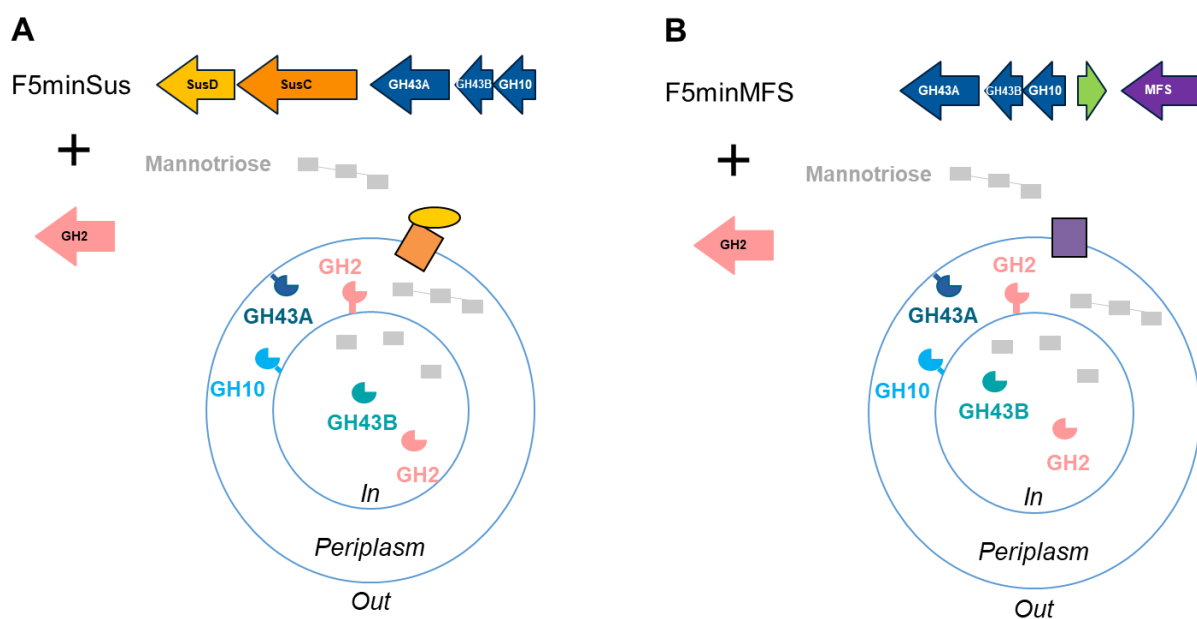 A
F5minSus
SusD
SusC
GH43A
GH43B
GH10
+
Mannotriose
GH2
GH2
GH43A
GH10
GH43B
GH2
In
Periplasm
Out
B
F5minMFS
GH43A
GH43B
GH10
MFS
+
Mannotriose
GH2
GH2
GH43A
GH10
GH43B
GH2
In
Periplasm
Out